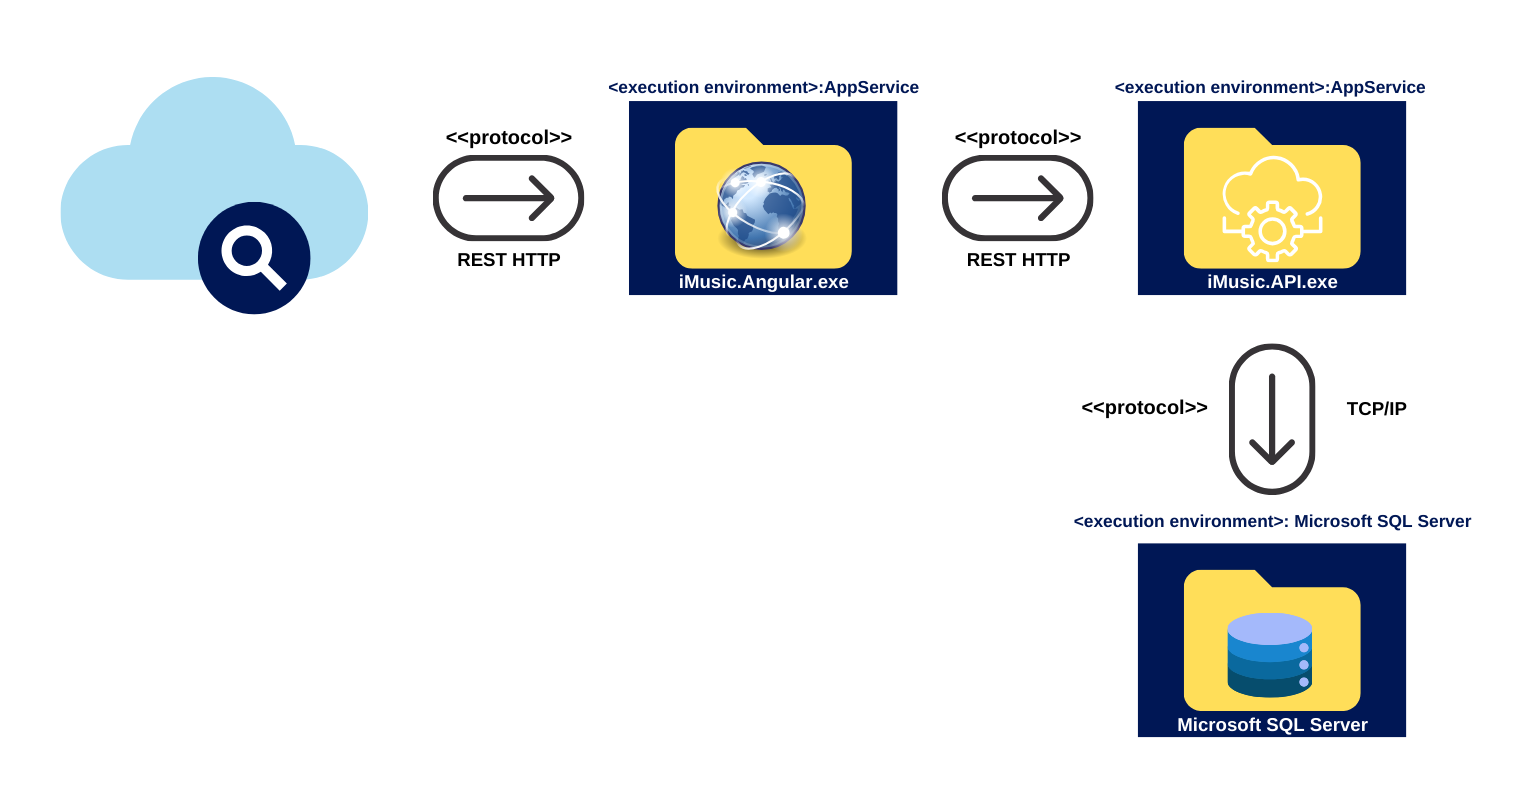 <execution environment>:AppService
<execution environment>:AppService
<<protocol>>
<<protocol>>
REST HTTP
REST HTTP
iMusic.Angular.exe
iMusic.API.exe
<<protocol>>
TCP/IP
<execution environment>: Microsoft SQL Server
Microsoft SQL Server